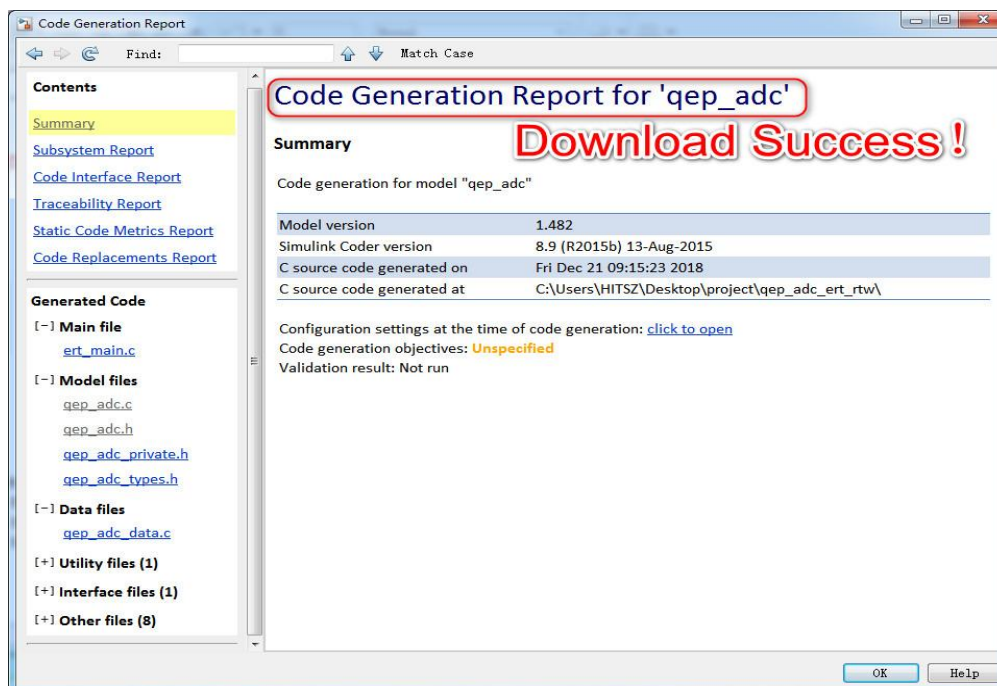 Code Generation Report
Find:
Match Case
Contents
Summary
Subsystem Report
Code Interface Report
Traceability Report
Static Code Metrics Report
Code Replacements Report
Generated Code
[-] Main file
ert_main.c
[-] Model files
qep_adc.c
qep_adc.h
qep_adc_private.h
qep_adc_types.h
[-] Data files
qep_adc_data.c
[+] Utility files (1)
[+] Interface files (1)
[+] Other files (8)
Code Generation Report for 'qep_adc'
Download Success!
Summary
Code generation for model "qep_adc"
Model version 1.482
Simulink Coder version 8.9 (R2015b) 13-Aug-2015
C source code generated on Fri Dec 21 09:15:23 2018
C source code generated at C:\Users\HITSZ\Desktop\project\qep_adc_ert_rtw\
Configuration settings at the time of code generation: click to open
Code generation objectives: Unspecified
Validation result: Not run
OK
Help